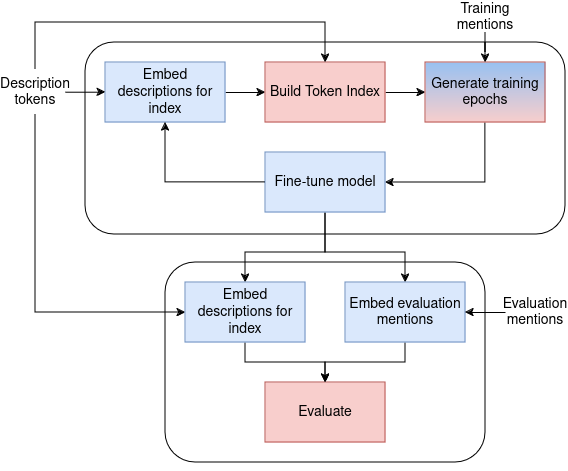 Training
mentions
Description
tokens
Embed
descriptions for
index
Build Token Index
Generate training
epochs
Fine-tune model
Embed
descriptions for
index
Embed evaluation
mentions
Evaluation
mentions
Evaluate